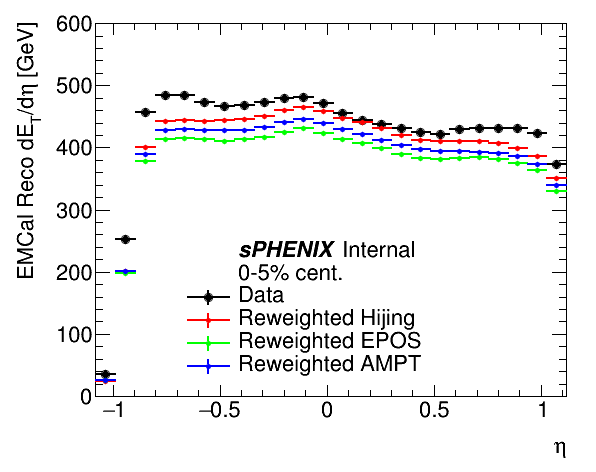 EMCal Reco dE_T/dη [GeV]
600
500
400
300
200
100
0
sPHENIX Internal
0-5% cent.
Data
Reweighted Hijing
Reweighted EPOS
Reweighted AMPT
−1 −0.5 0 0.5 1
η